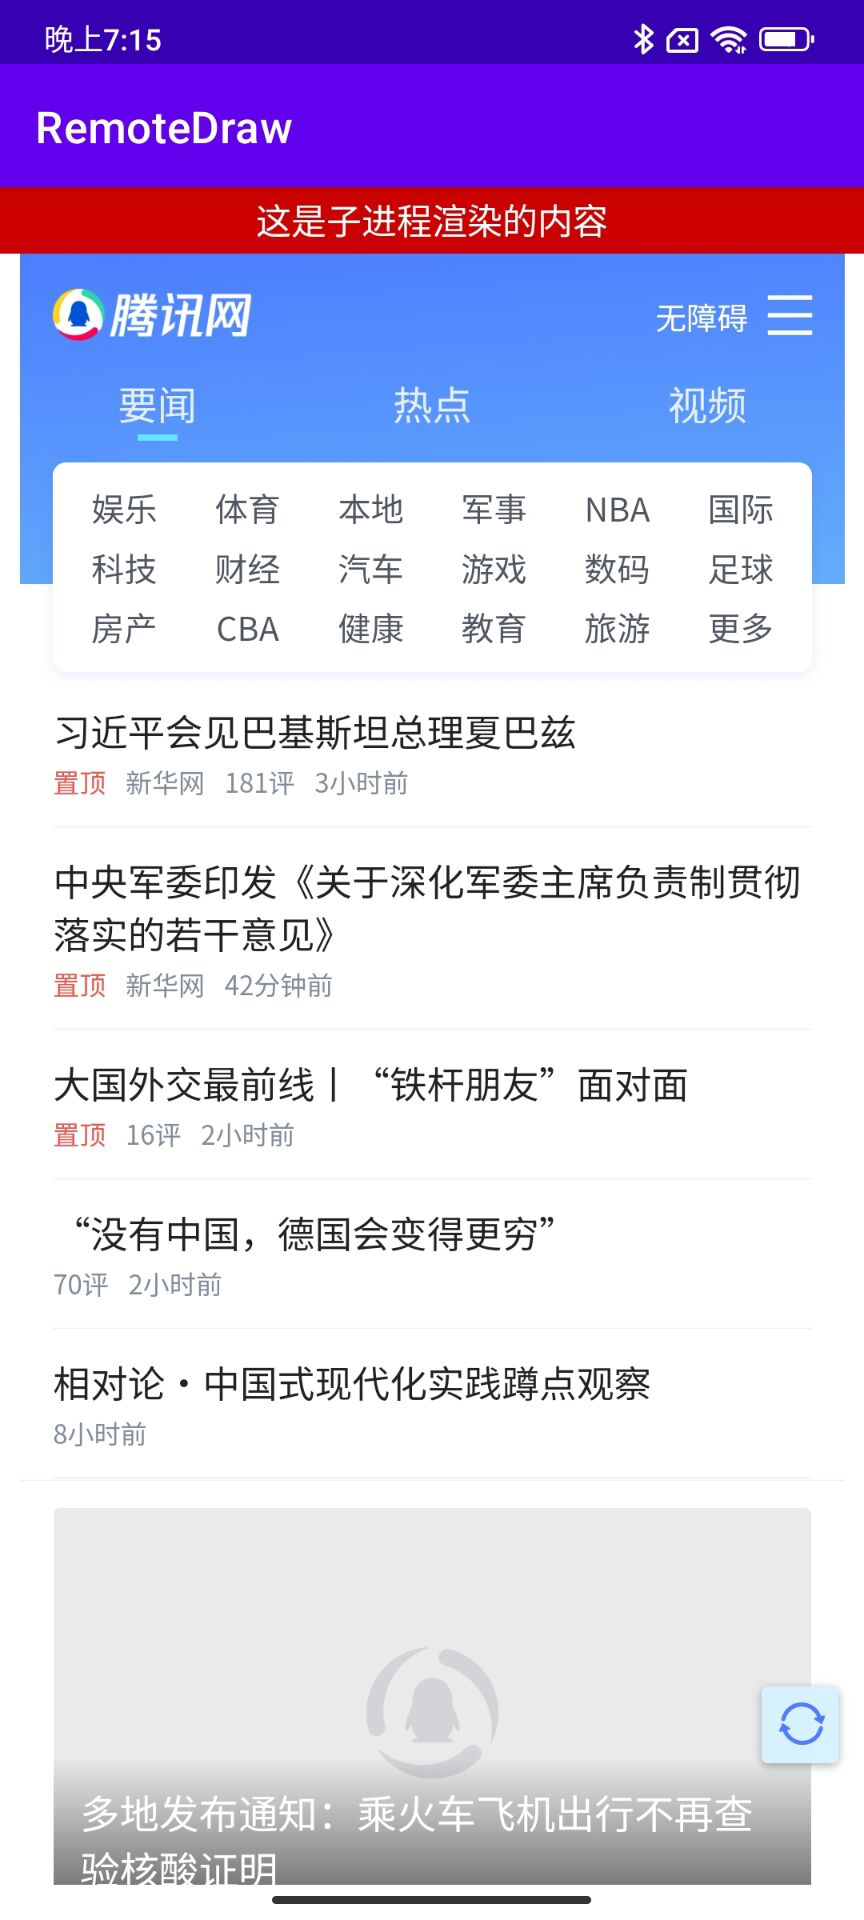 晚上7:15
RemoteDraw
这是子进程渲染的内容
腾讯网
无障碍
要闻 热点 视频
娱乐 体育 本地 军事 NBA 国际
科技 财经 汽车 游戏 数码 足球
房产 CBA 健康 教育 旅游 更多
习近平会见巴基斯坦总理夏巴兹
置顶 新华网 181评 3小时前
中央军委印发《关于深化军委主席负责制贯彻
落实的若干意见》
置顶 新华网 42分钟前
大国外交最前线丨“铁杆朋友”面对面
置顶 16评 2小时前
“没有中国，德国会变得更穷”
70评 2小时前
相对论·中国式现代化实践蹲点观察
8小时前
多地发布通知：乘火车飞机出行不再查
验核酸证明